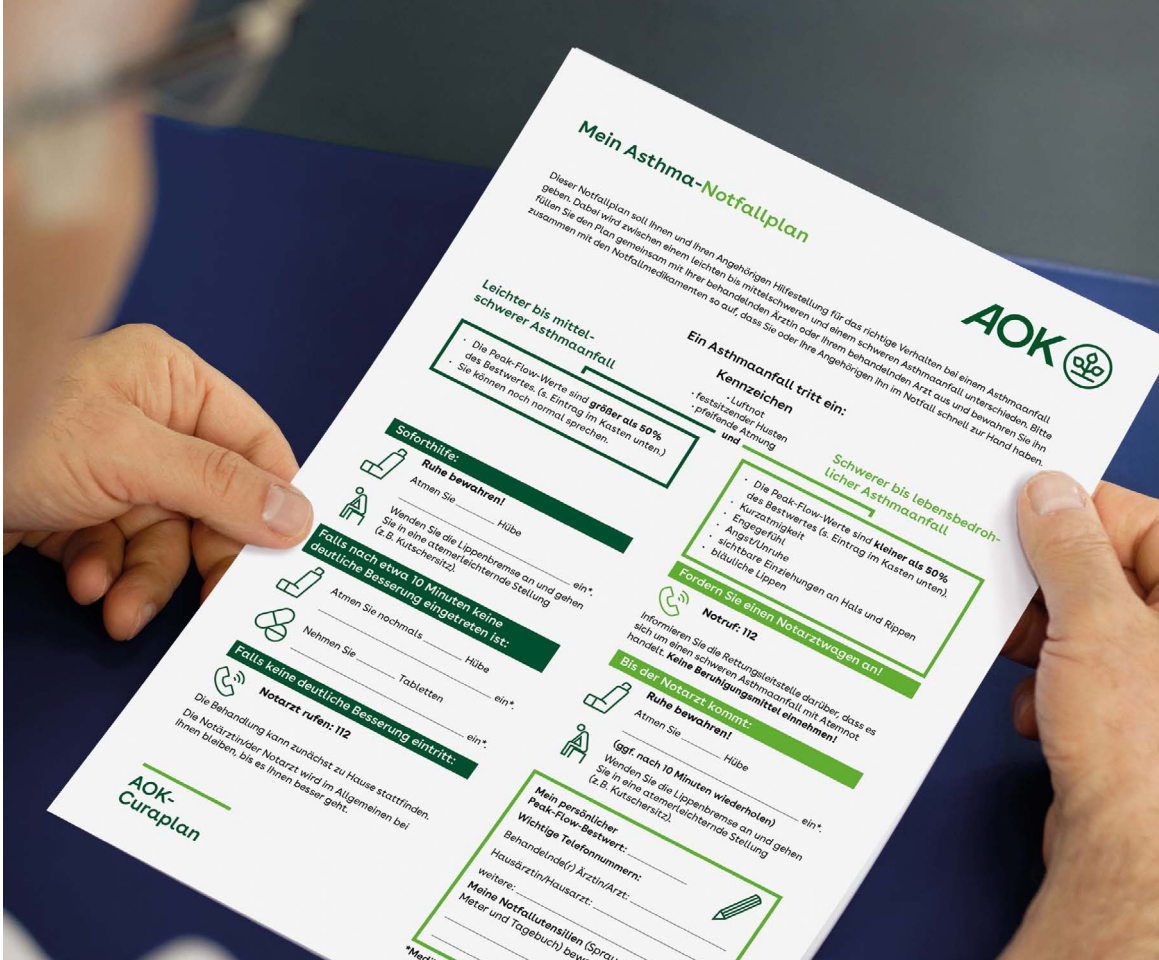 Mein Asthma-Notfallplan
Dieser Notfallplan soll Ihnen und Ihren Angehörigen Hilfestellung für das richtige Verhalten bei einem Asthmaanfall
geben. Dabei wird zwischen einem leichten bis mittelschweren und einem schweren Asthmaanfall unterschieden. Bitte
füllen Sie den Plan gemeinsam mit Ihrer behandelnden Ärztin oder Ihrem behandelnden Arzt aus und bewahren Sie ihn
zusammen mit den Notfallmedikamenten so auf, dass Sie oder Ihre Angehörigen ihn im Notfall schnell zur Hand haben.
AOK
Ein Asthmaanfall tritt ein:
Kennzeichen
· Luftnot
· festsitzender Husten
· pfeifende Atmung
und
Leichter bis mittel-
schwerer Asthmaanfall
· Die Peak-Flow-Werte sind größer als 50%
des Bestwertes. (s. Eintrag im Kasten unten.)
· Sie können noch normal sprechen.
Soforthilfe:
Ruhe bewahren!
Atmen Sie ______ Hübe
______ ein*.
Wenden Sie die Lippenbremse an und gehen
Sie in eine atemerleichternde Stellung
(z.B. Kutschersitz).
Falls nach etwa 10 Minuten keine
deutliche Besserung eingetreten ist:
Atmen Sie nochmals ______ Hübe
______ ein*.
Nehmen Sie ______ Tabletten
______ ein*.
Falls keine deutliche Besserung eintritt:
Notarzt rufen: 112
Die Behandlung kann zunächst zu Hause stattfinden.
Die Notärztin/der Notarzt wird im Allgemeinen bei
Ihnen bleiben, bis es Ihnen besser geht.
AOK-
Curaplan
Schwerer bis lebensbedroh-
licher Asthmaanfall
· Die Peak-Flow-Werte sind kleiner als 50%
des Bestwertes (s. Eintrag im Kasten unten).
· Kurzatmigkeit
· Engegefühl
· Angst/Unruhe
· sichtbare Einziehungen an Hals und Rippen
· bläuliche Lippen
Fordern Sie einen Notarztwagen an!
Notruf: 112
Informieren Sie die Rettungsleitstelle darüber, dass es
sich um einen schweren Asthmaanfall mit Atemnot
handelt. Keine Beruhigungsmittel einnehmen!
Bis der Notarzt kommt:
Ruhe bewahren!
Atmen Sie ______ Hübe
______ ein*.
(ggf. nach 10 Minuten wiederholen)
Wenden Sie die Lippenbremse an und gehen
Sie in eine atemerleichternde Stellung
(z.B. Kutschersitz).
Mein persönlicher
Peak-Flow-Bestwert: ______
Wichtige Telefonnummern:
Behandelnde(r) Ärztin/Arzt: ______
Hausärztin/Hausarzt: ______
weitere: ______
Meine Notfallutensilien (Spray
Meter und Tagebuch)